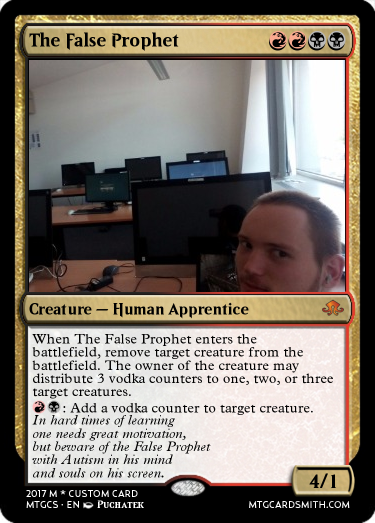 The False Prophet
Creature — Human Apprentice
When The False Prophet enters the
battlefield, remove target creature from the
battlefield. The owner of the creature may
distribute 3 vodka counters to one, two, or three
target creatures.
: Add a vodka counter to target creature.
In hard times of learning
one needs great motivation,
but beware of the False Prophet
with Autism in his mind
and souls on his screen.
4/1
2017 M * CUSTOM CARD
MTGCS • EN PUCHATEK
MTGCARDSMITH.COM